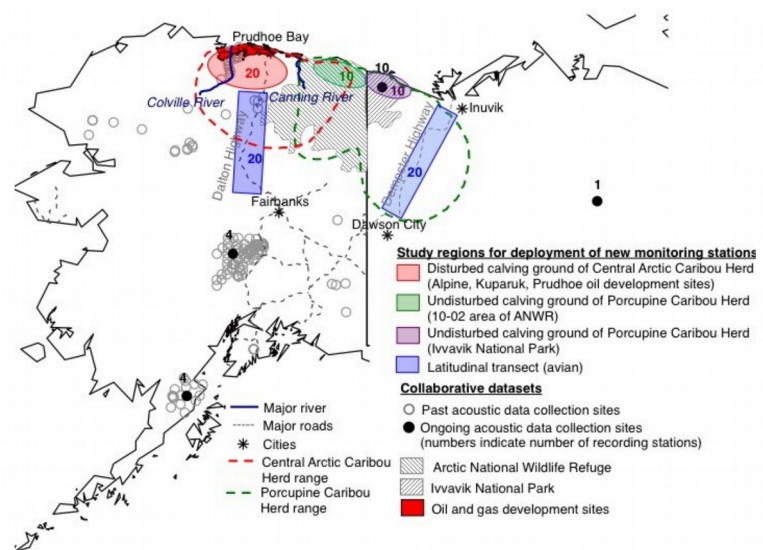 Prudhoe Bay
20
10
10
10
Colville River
Canning River
Inuvik
Dalton Highway
20
Dempster Highway
20
1
Fairbanks
Dawson City
4
4
Study regions for deployment of new monitoring stations
Disturbed calving ground of Central Arctic Caribou Herd
(Alpine, Kuparuk, Prudhoe oil development sites)
Undisturbed calving ground of Porcupine Caribou Herd
(10-02 area of ANWR)
Undisturbed calving ground of Porcupine Caribou Herd
(Ivvavik National Park)
Latitudinal transect (avian)
Collaborative datasets
Past acoustic data collection sites
Ongoing acoustic data collection sites
(numbers indicate number of recording stations)
Arctic National Wildlife Refuge
Ivvavik National Park
Oil and gas development sites
Major river
Major roads
Cities
Central Arctic Caribou
Herd range
Porcupine Caribou
Herd range